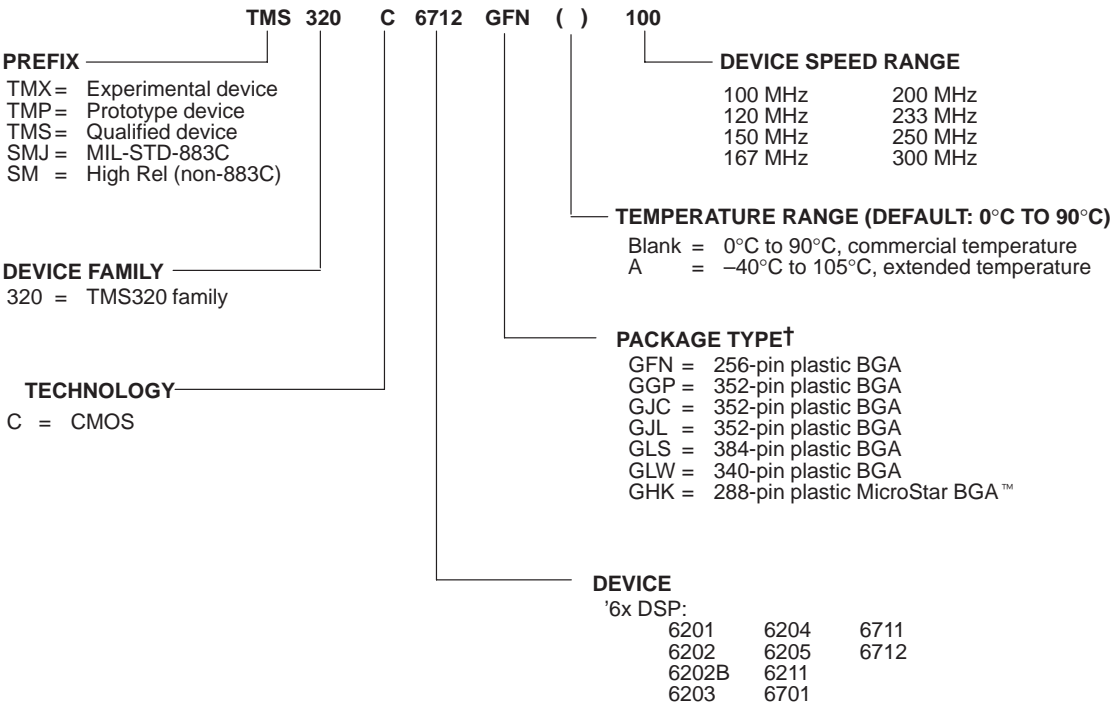 TMS 320 C 6712 GFN ( ) 100
PREFIX
TMX = Experimental device
TMP = Prototype device
TMS = Qualified device
SMJ = MIL-STD-883C
SM = High Rel (non-883C)
DEVICE SPEED RANGE
100 MHz 200 MHz
120 MHz 233 MHz
150 MHz 250 MHz
167 MHz 300 MHz
TEMPERATURE RANGE (DEFAULT: 0°C TO 90°C)
Blank = 0°C to 90°C, commercial temperature
A = –40°C to 105°C, extended temperature
DEVICE FAMILY
320 = TMS320 family
PACKAGE TYPE†
GFN = 256-pin plastic BGA
GGP = 352-pin plastic BGA
GJC = 352-pin plastic BGA
GJL = 352-pin plastic BGA
GLS = 384-pin plastic BGA
GLW = 340-pin plastic BGA
GHK = 288-pin plastic MicroStar BGA™
TECHNOLOGY
C = CMOS
DEVICE
’6x DSP:
6201 6204 6711
6202 6205 6712
6202B 6211
6203 6701